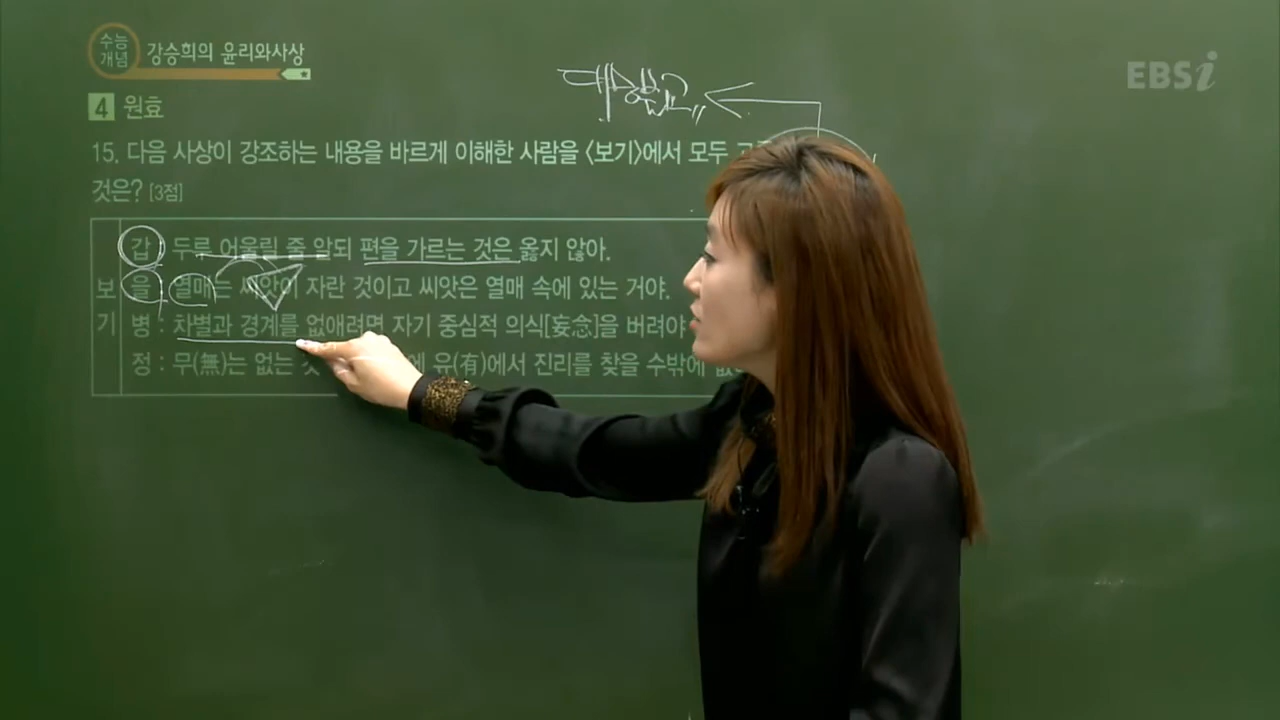 수능
개념
강승희의 윤리와사상
EBSi
대승불교
4 원효
15. 다음 사상이 강조하는 내용을 바르게 이해한 사람을 〈보기〉에서 모두
것은? [3점]
보기
갑 두루 어울릴 줄 알되 편을 가르는 것은 옳지 않아.
을 열매는 씨앗이 자란 것이고 씨앗은 열매 속에 있는 거야.
병 : 차별과 경계를 없애려면 자기 중심적 의식[妄念]을 버려야
정 : 무(無)는 없는 유(有)에서 진리를 찾을 수밖에